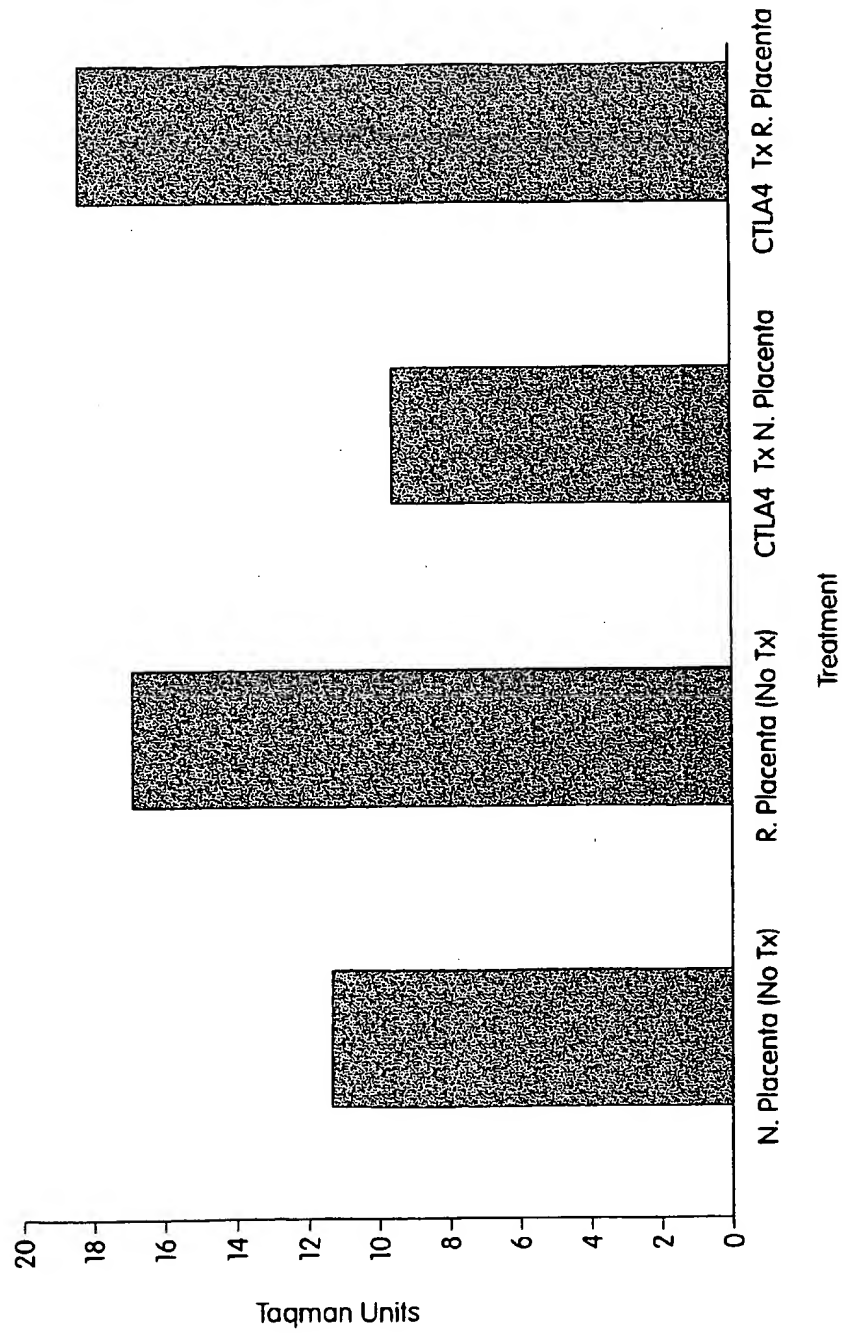 Taqman Units
20
18
16
14
12
10
8
6
4
2
0
N. Placenta (No Tx)
R. Placenta (No Tx)
CTLA4 Tx N. Placenta
CTLA4 Tx R. Placenta
Treatment